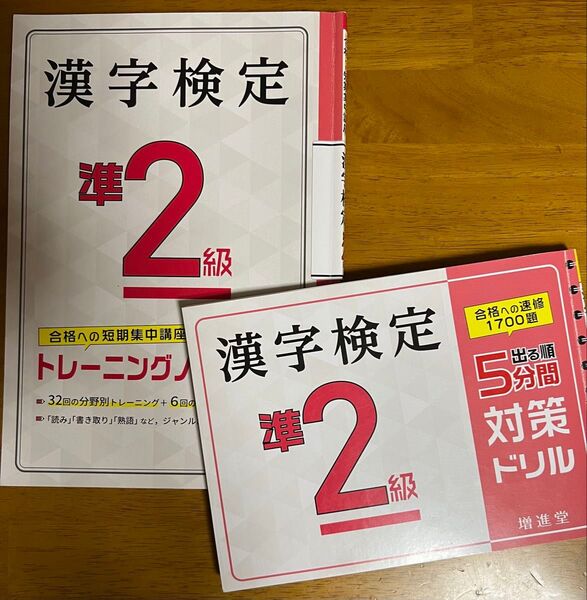 漢字検定
準2級
合格への短期集中講座
トレーニングノ
32回の分野別トレーニング＋6回の
「読み」「書き取り」「熟語」など，ジャンル
漢字検定
漢字検定
準2級
合格への速修
1700題
出る順
5分間
対策
ドリル
増進堂